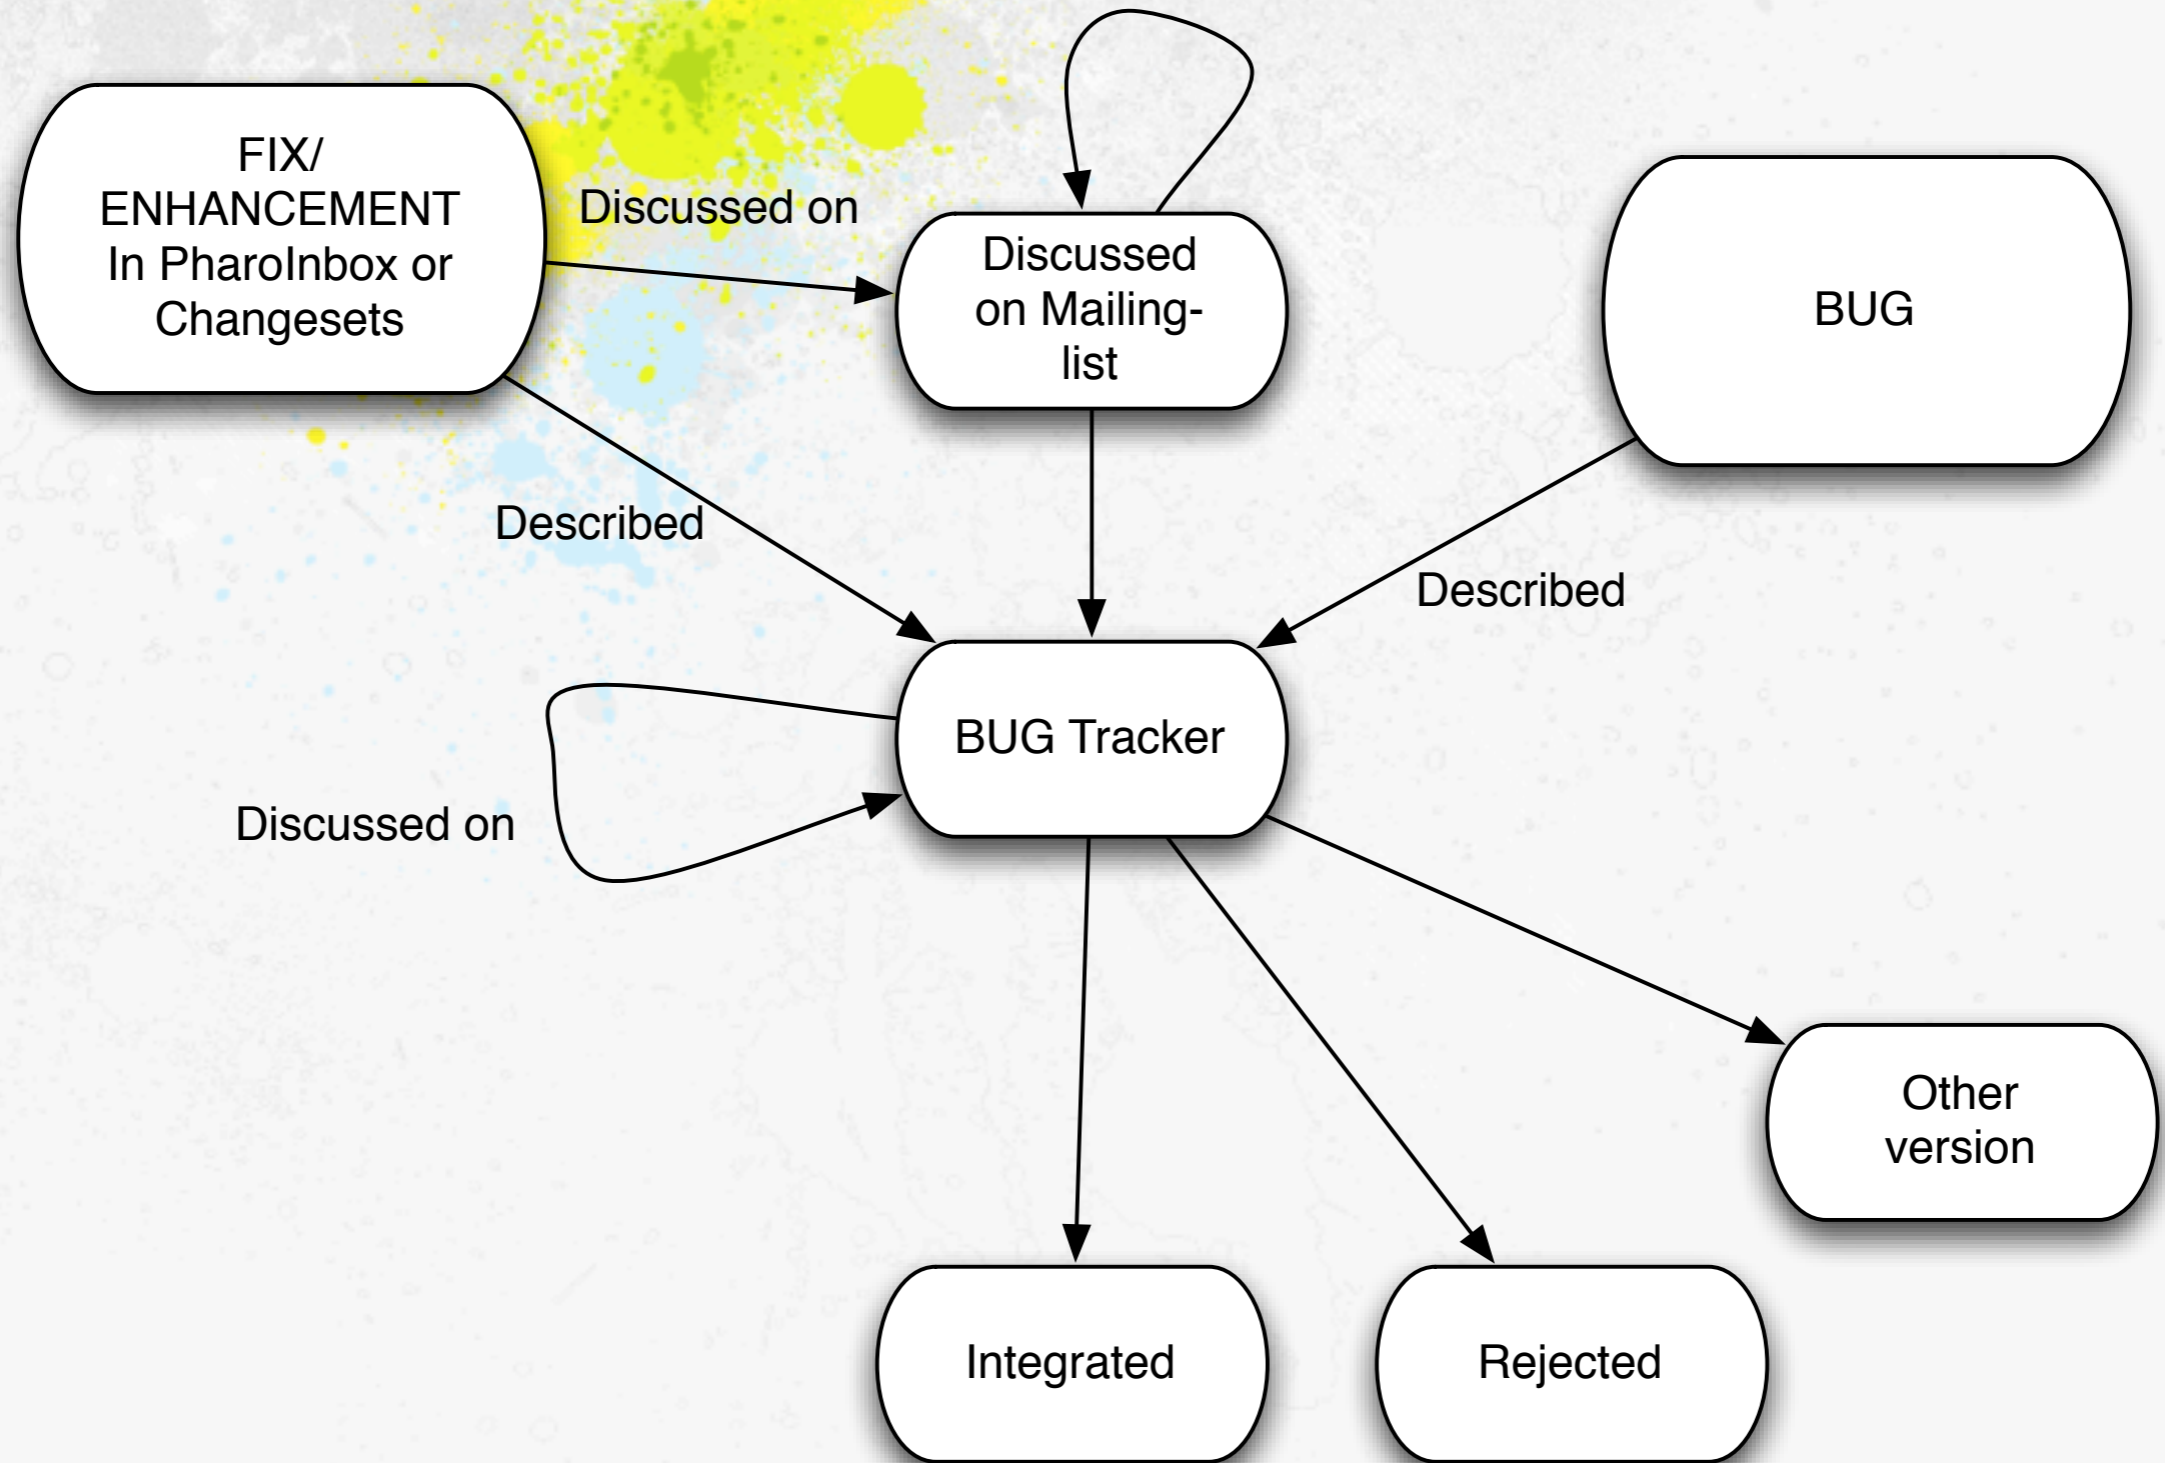 FIX/
ENHANCEMENT
In PharoInbox or
Changesets
Discussed on
Discussed
on Mailing-
list
BUG
Described
Described
BUG Tracker
Discussed on
Other
version
Integrated
Rejected